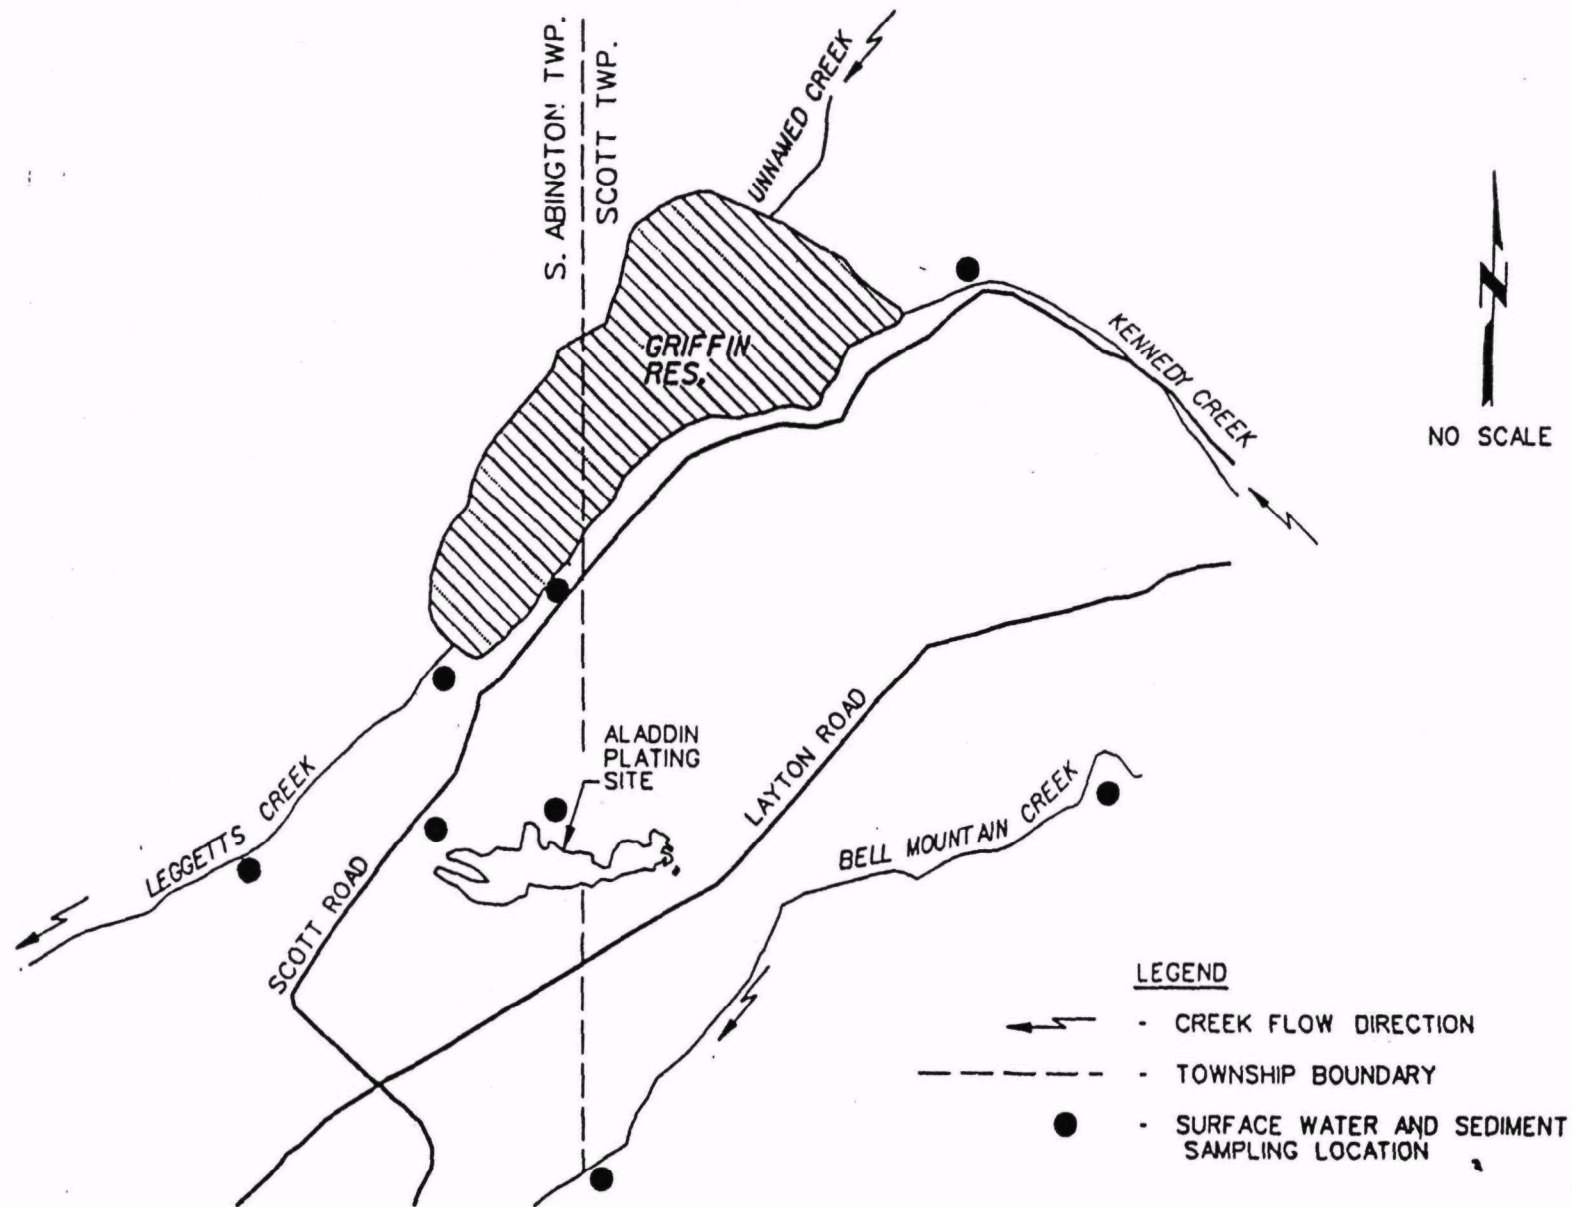 S. ABINGTON TWP.
SCOTT TWP.
UNNAMED CREEK
GRIFFIN
RES.
KENNEDY CREEK
N
NO SCALE
ALADDIN
PLATING
SITE
LAYTON ROAD
BELL MOUNTAIN CREEK
LEGGETTS CREEK
SCOTT ROAD
LEGEND
- CREEK FLOW DIRECTION
- TOWNSHIP BOUNDARY
- SURFACE WATER AND SEDIMENT
SAMPLING LOCATION